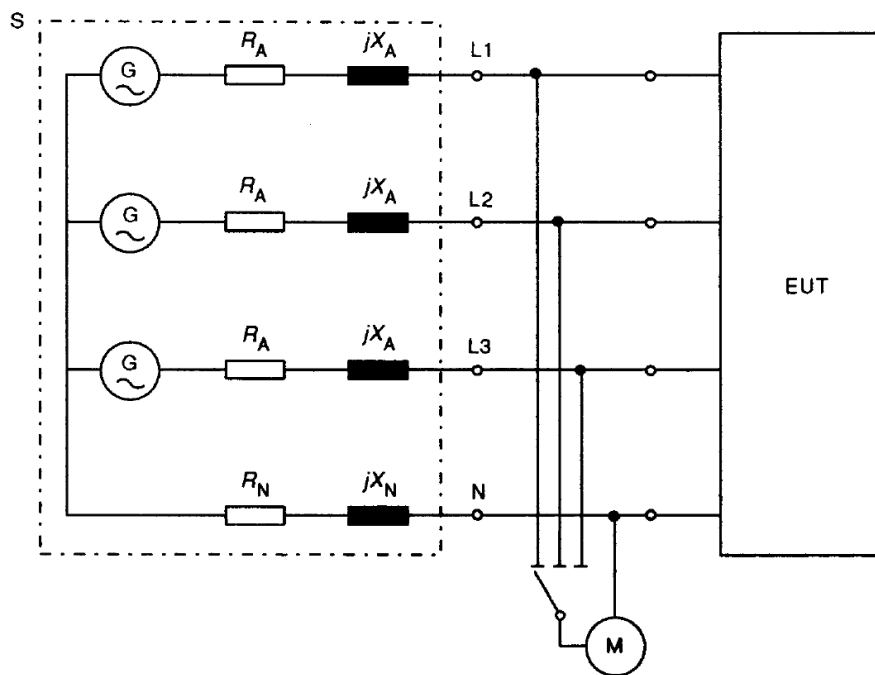 S
R_A jX_A L1
G
R_A jX_A L2
G
EUT
R_A jX_A L3
G
R_N jX_N N
M